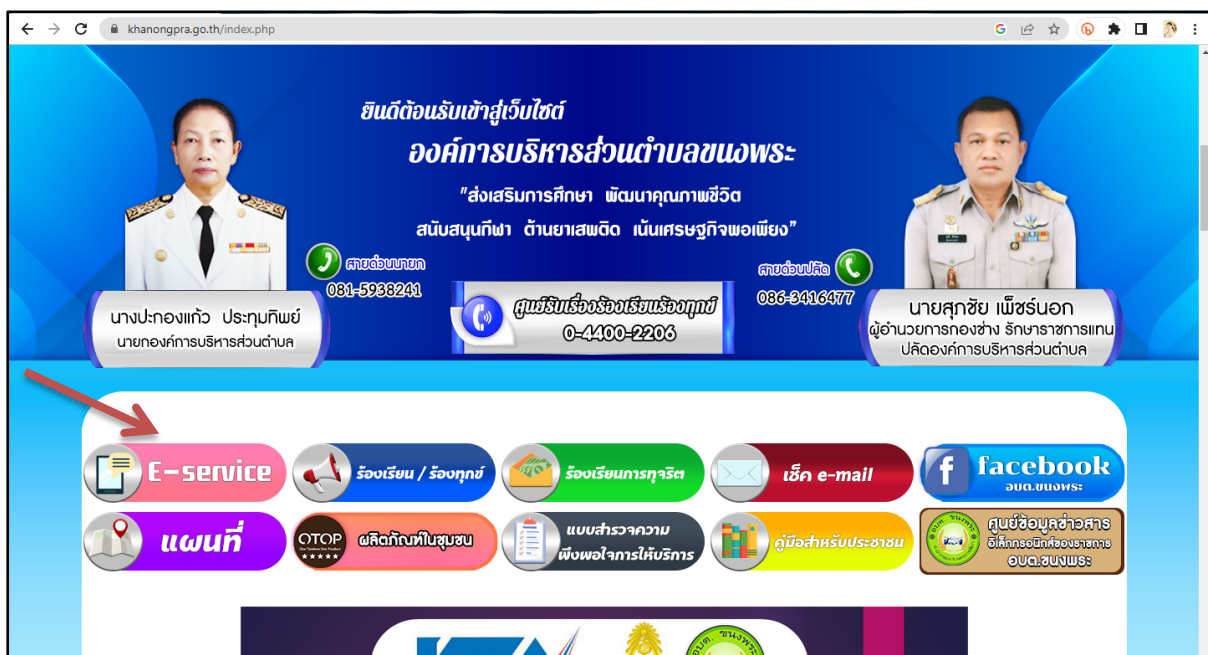 khanongpra.go.th/index.php
ยินดีต้อนรับเข้าสู่เว็บไซต์
องค์การบริหารส่วนตำบลขนงพระ
"ส่งเสริมการศึกษา พัฒนาคุณภาพชีวิต
สนับสนุนกีฬา ต้านยาเสพติด เน้นเศรษฐกิจพอเพียง"
สายด่วนนายก
081-5938241
สายด่วนปลัด
086-3416477
ศูนย์รับเรื่องร้องเรียนร้องทุกข์
0-4400-2206
นางปะกองแก้ว ประทุมทิพย์
นายกองค์การบริหารส่วนตำบล
นายสุภชัย เพ็ชร์นอก
ผู้อำนวยการกองช่าง รักษาราชการแทน
ปลัดองค์การบริหารส่วนตำบล
E-service
ร้องเรียน / ร้องทุกข์
ร้องเรียนการทุจริต
เช็ค e-mail
facebook
อบต.ขนงพระ
แผนที่
OTOP
ผลิตภัณฑ์ในชุมชน
แบบสำรวจความ
พึงพอใจการให้บริการ
คู่มือสำหรับประชาชน
ศูนย์ข้อมูลข่าวสาร
อิเล็กทรอนิกส์ของราชการ
อบต.ขนงพระ
อบต. ขนงพระ